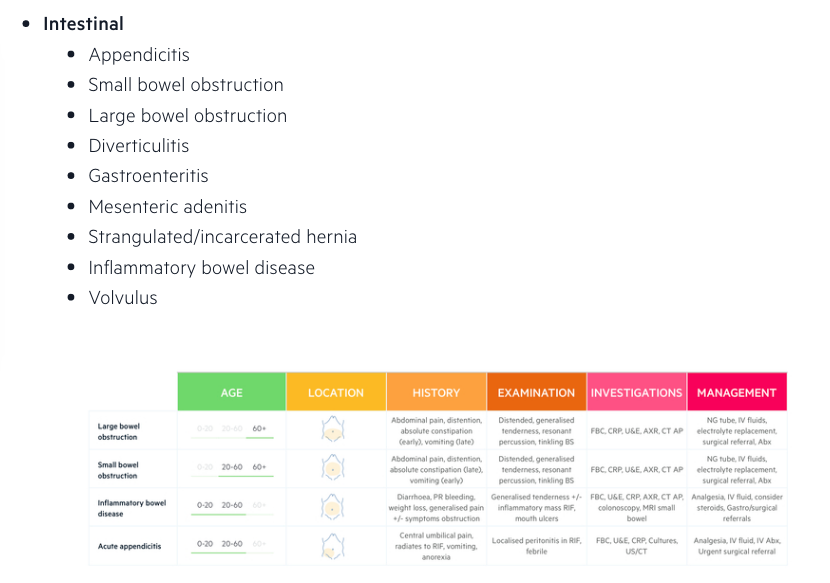 Intestinal
Appendicitis
Small bowel obstruction
Large bowel obstruction
Diverticulitis
Gastroenteritis
Mesenteric adenitis
Strangulated/incarcerated hernia
Inflammatory bowel disease
Volvulus
AGE LOCATION HISTORY EXAMINATION INVESTIGATIONS MANAGEMENT
Large bowel
obstruction
0-20 20-60 60+
Abdominal pain, distention,
absolute constipation
(early), vomiting (late)
Distended, generalised
tenderness, resonant
percussion, tinkling BS
FBC, CRP, U&E, AXR, CT AP
NG tube, IV fluids,
electrolyte replacement,
surgical referral, Abx
Small bowel
obstruction
0-20 20-60 60+
Abdominal pain, distention,
absolute constipation (late),
vomiting (early)
Distended, generalised
tenderness, resonant
percussion, tinkling BS
FBC, CRP, U&E, AXR, CT AP
NG tube, IV fluids,
electrolyte replacement,
surgical referral, Abx
Inflammatory bowel
disease
0-20 20-60 60+
Diarrhoea, PR bleeding,
weight loss, generalised pain
+/- symptoms obstruction
Generalised tenderness +/-
inflammatory mass RIF,
mouth ulcers
FBC, U&E, CRP, AXR, CT AP,
colonoscopy, MRI small
bowel
Analgesia, IV fluid, consider
steroids, Gastro/surgical
referrals
Acute appendicitis
0-20 20-60 60+
Central umbilical pain,
radiates to RIF, vomiting,
anorexia
Localised peritonitis in RIF,
febrile
FBC, U&E, CRP, Cultures,
US/CT
Analgesia, IV fluid, IV Abx,
Urgent surgical referral